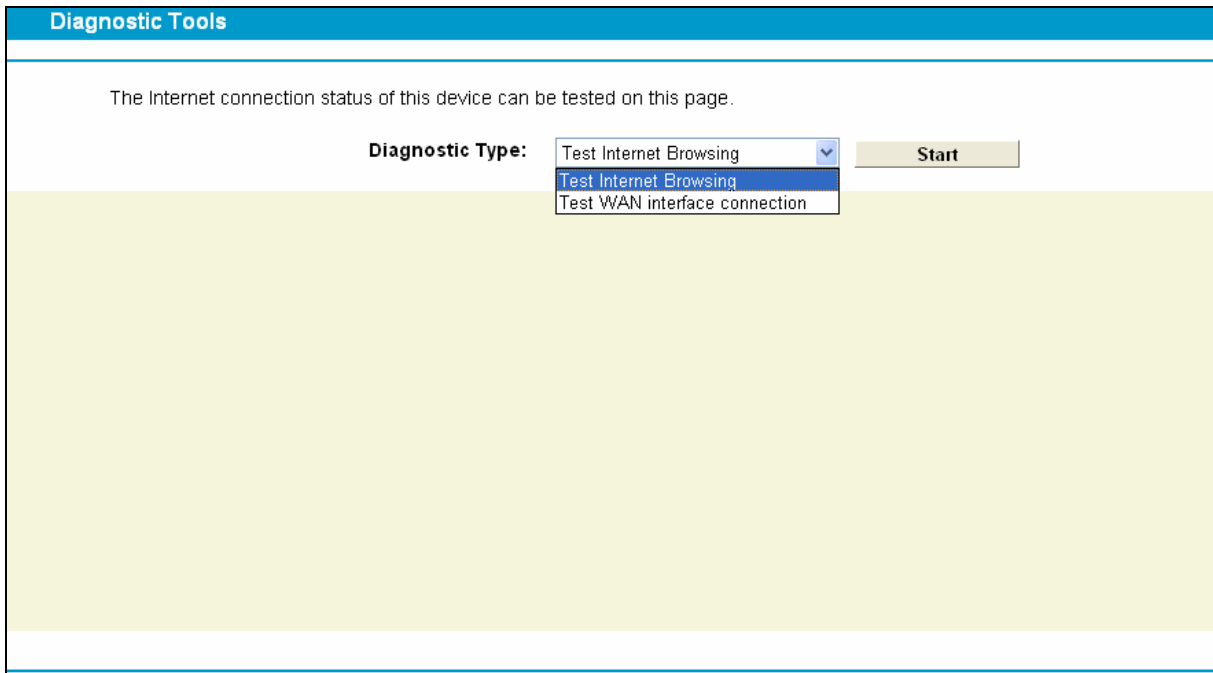 Diagnostic Tools
The Internet connection status of this device can be tested on this page.
Diagnostic Type: Test Internet Browsing Start
Test Internet Browsing
Test WAN interface connection